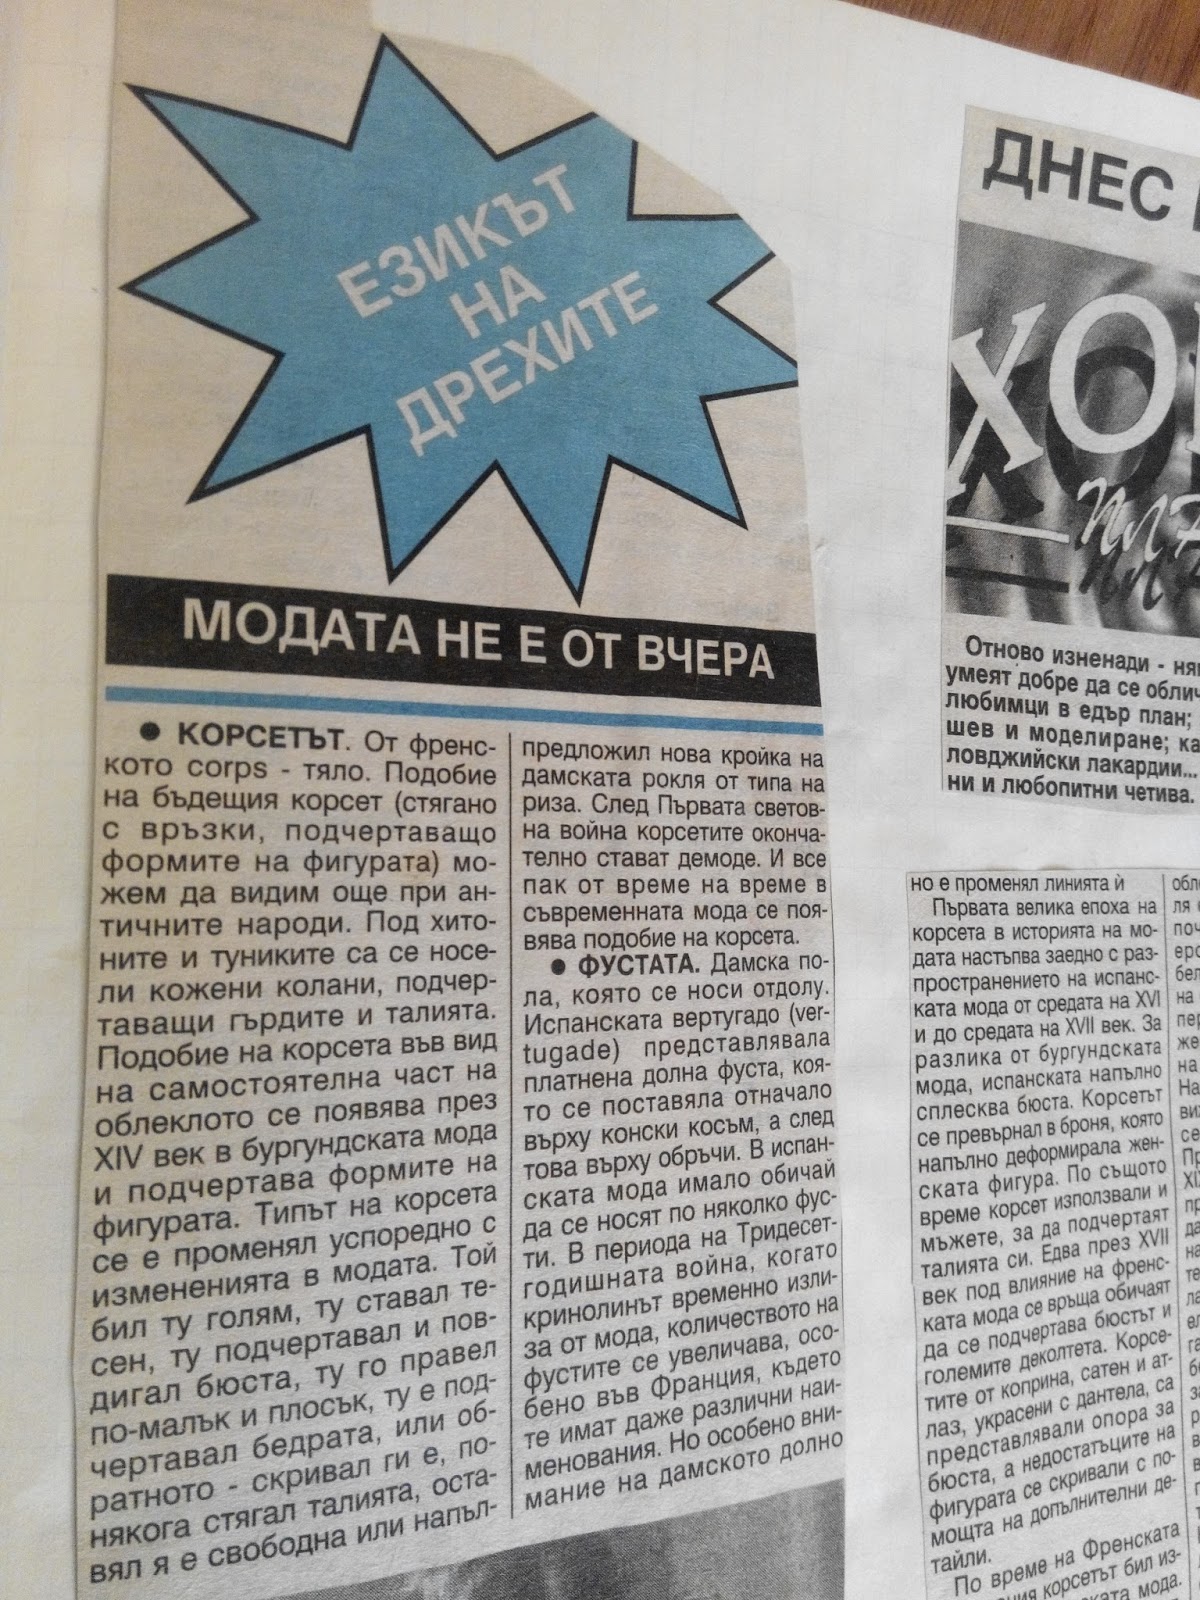 ЕЗИКЪТ
НА
ДРЕХИТЕ
МОДАТА НЕ Е ОТ ВЧЕРА
● КОРСЕТЪТ. От френс-
кото corps - тяло. Подобие
на бъдещия корсет (стягано
с връзки, подчертаващо
формите на фигурата) мо-
жем да видим още при ан-
тичните народи. Под хито-
ните и туниките са се носе-
ли кожени колани, подчер-
таващи гърдите и талията.
Подобие на корсета във вид
на самостоятелна част на
облеклото се появява през
XIV век в бургундската мода
и подчертава формите на
фигурата. Типът на корсета
се е променял успоредно с
измененията в модата. Той
бил ту голям, ту ставал те-
сен, ту подчертавал и пов-
дигал бюста, ту го правел
по-малък и плосък, ту е под-
чертавал бедрата, или об-
ратното - скривал ги е, по-
някога стягал талията, оста-
вял я е свободна или напъл-
предложил нова кройка на
дамската рокля от типа на
риза. След Първата светов-
на война корсетите оконча-
телно стават демоде. И все
пак от време на време в
съвременната мода се поя-
вява подобие на корсета.
● ФУСТАТА. Дамска по-
ла, която се носи отдолу.
Испанската вертугадо (ver-
tugade) представлявала
платнена долна фуста, коя-
то се поставяла отначало
върху конски косъм, а след
това върху обръчи. В испан-
ската мода имало обичай
да се носят по няколко фус-
ти. В периода на Тридесет-
годишната война, когато
кринолинът временно изли-
за от мода, количеството на
фустите се увеличава, осо-
бено във Франция, където
те имат даже различни наи-
менования. Но особено вни-
мание на дамското долно
ДНЕС
Отново изненади -
умеят добре да се
любимци в едър план;
шев и моделиране;
ловджийски лакардии...
ни и любопитни четива.
но е променял линията ѝ
Първата велика епоха на
корсета в историята на мо-
дата настъпва заедно с раз-
пространението на испанс-
ката мода от средата на XVI
и до средата на XVII век. За
разлика от бургундската
мода, испанската напълно
сплесква бюста. Корсетът
се превърнал в броня, която
напълно деформирала жен-
ската фигура. По същото
време корсет използвали и
мъжете, за да подчертаят
талията си. Едва през XVII
век под влияние на френс-
ката мода се връща обичаят
да се подчертава бюстът и
големите деколтета. Корсе-
тите от коприна, сатен и ат-
лаз, украсени с дантела, са
представлявали опора за
бюста, а недостатъците на
фигурата се скривали с по-
мощта на допълнителни де-
тайли.
По време на Френската
корсетът бил из-
мода.